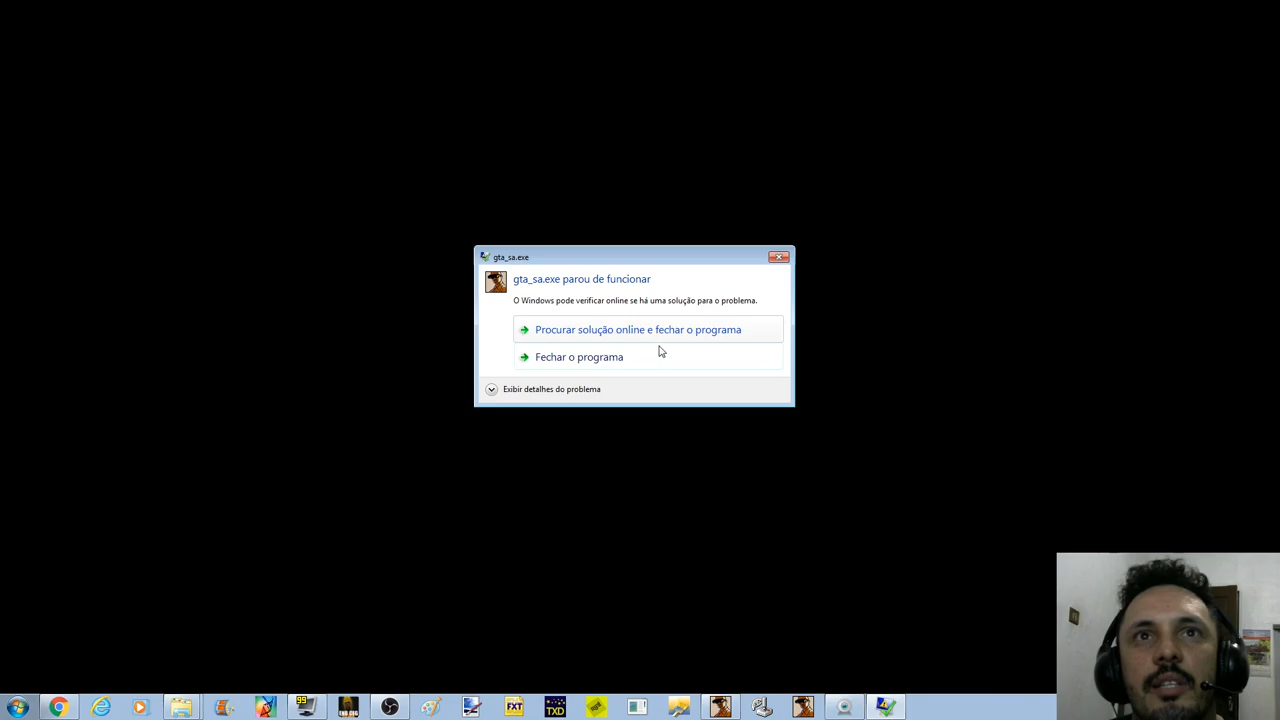 gta_sa.exe
gta_sa.exe parou de funcionar
O Windows pode verificar online se há uma solução para o problema.
Procurar solução online e fechar o programa
Fechar o programa
Exibir detalhes do problema
99
FXT
TXD